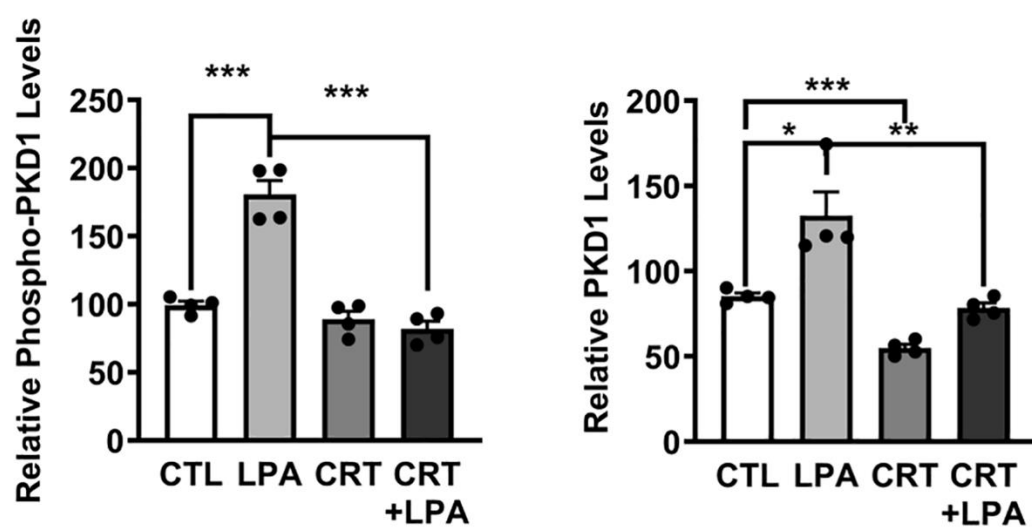 Relative Phospho-PKD1 Levels
250
200
150
100
50
0
***
***
CTL LPA CRT CRT
+LPA
Relative PKD1 Levels
200
150
100
50
0
***
* **
CTL LPA CRT CRT
+LPA